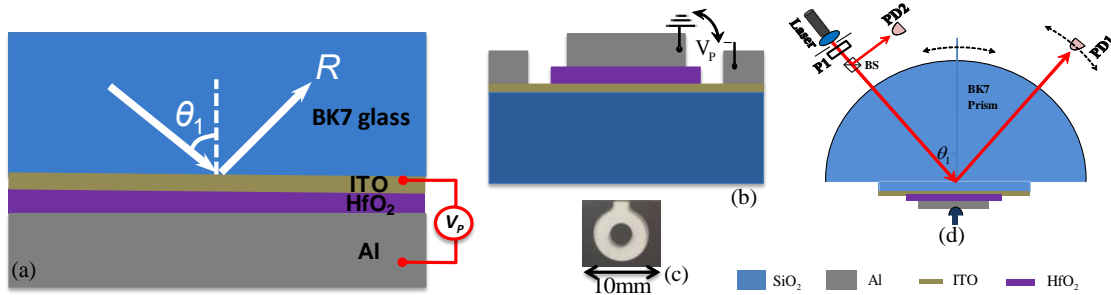 R
θ1
BK7 glass
ITO
HfO2
VP
Al
(a)
VP
(b)
(c)
10mm
Laser
P1
BS
PD2
PD1
BK7
Prism
θ1
(d)
SiO2
Al
ITO
HfO2